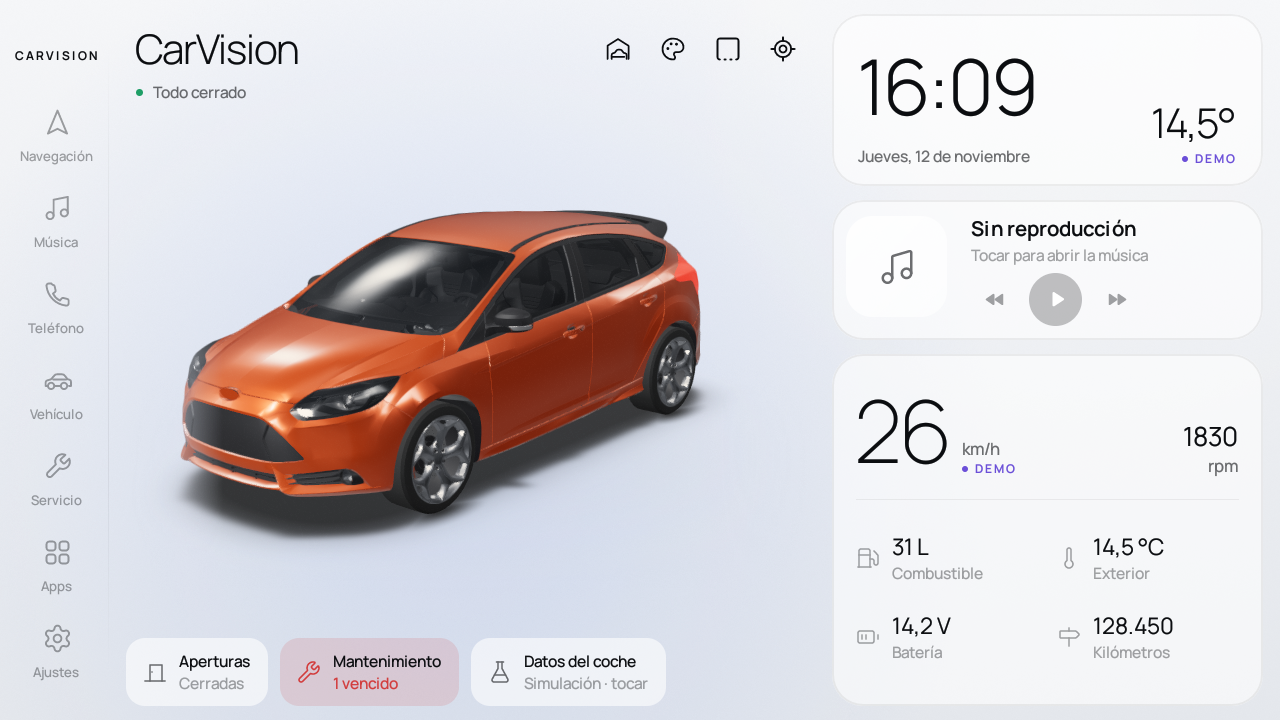 CARVISION
Navegación
Música
Teléfono
Vehículo
Servicio
Apps
Ajustes
CarVision
Todo cerrado
Aperturas
Cerradas
Mantenimiento
1 vencido
Datos del coche
Simulación · tocar
16:09
Jueves, 12 de noviembre
14,5°
DEMO
Sin reproducción
Tocar para abrir la música
26 km/h
DEMO
1830
rpm
31 L
Combustible
14,5 °C
Exterior
14,2 V
Batería
128.450
Kilómetros